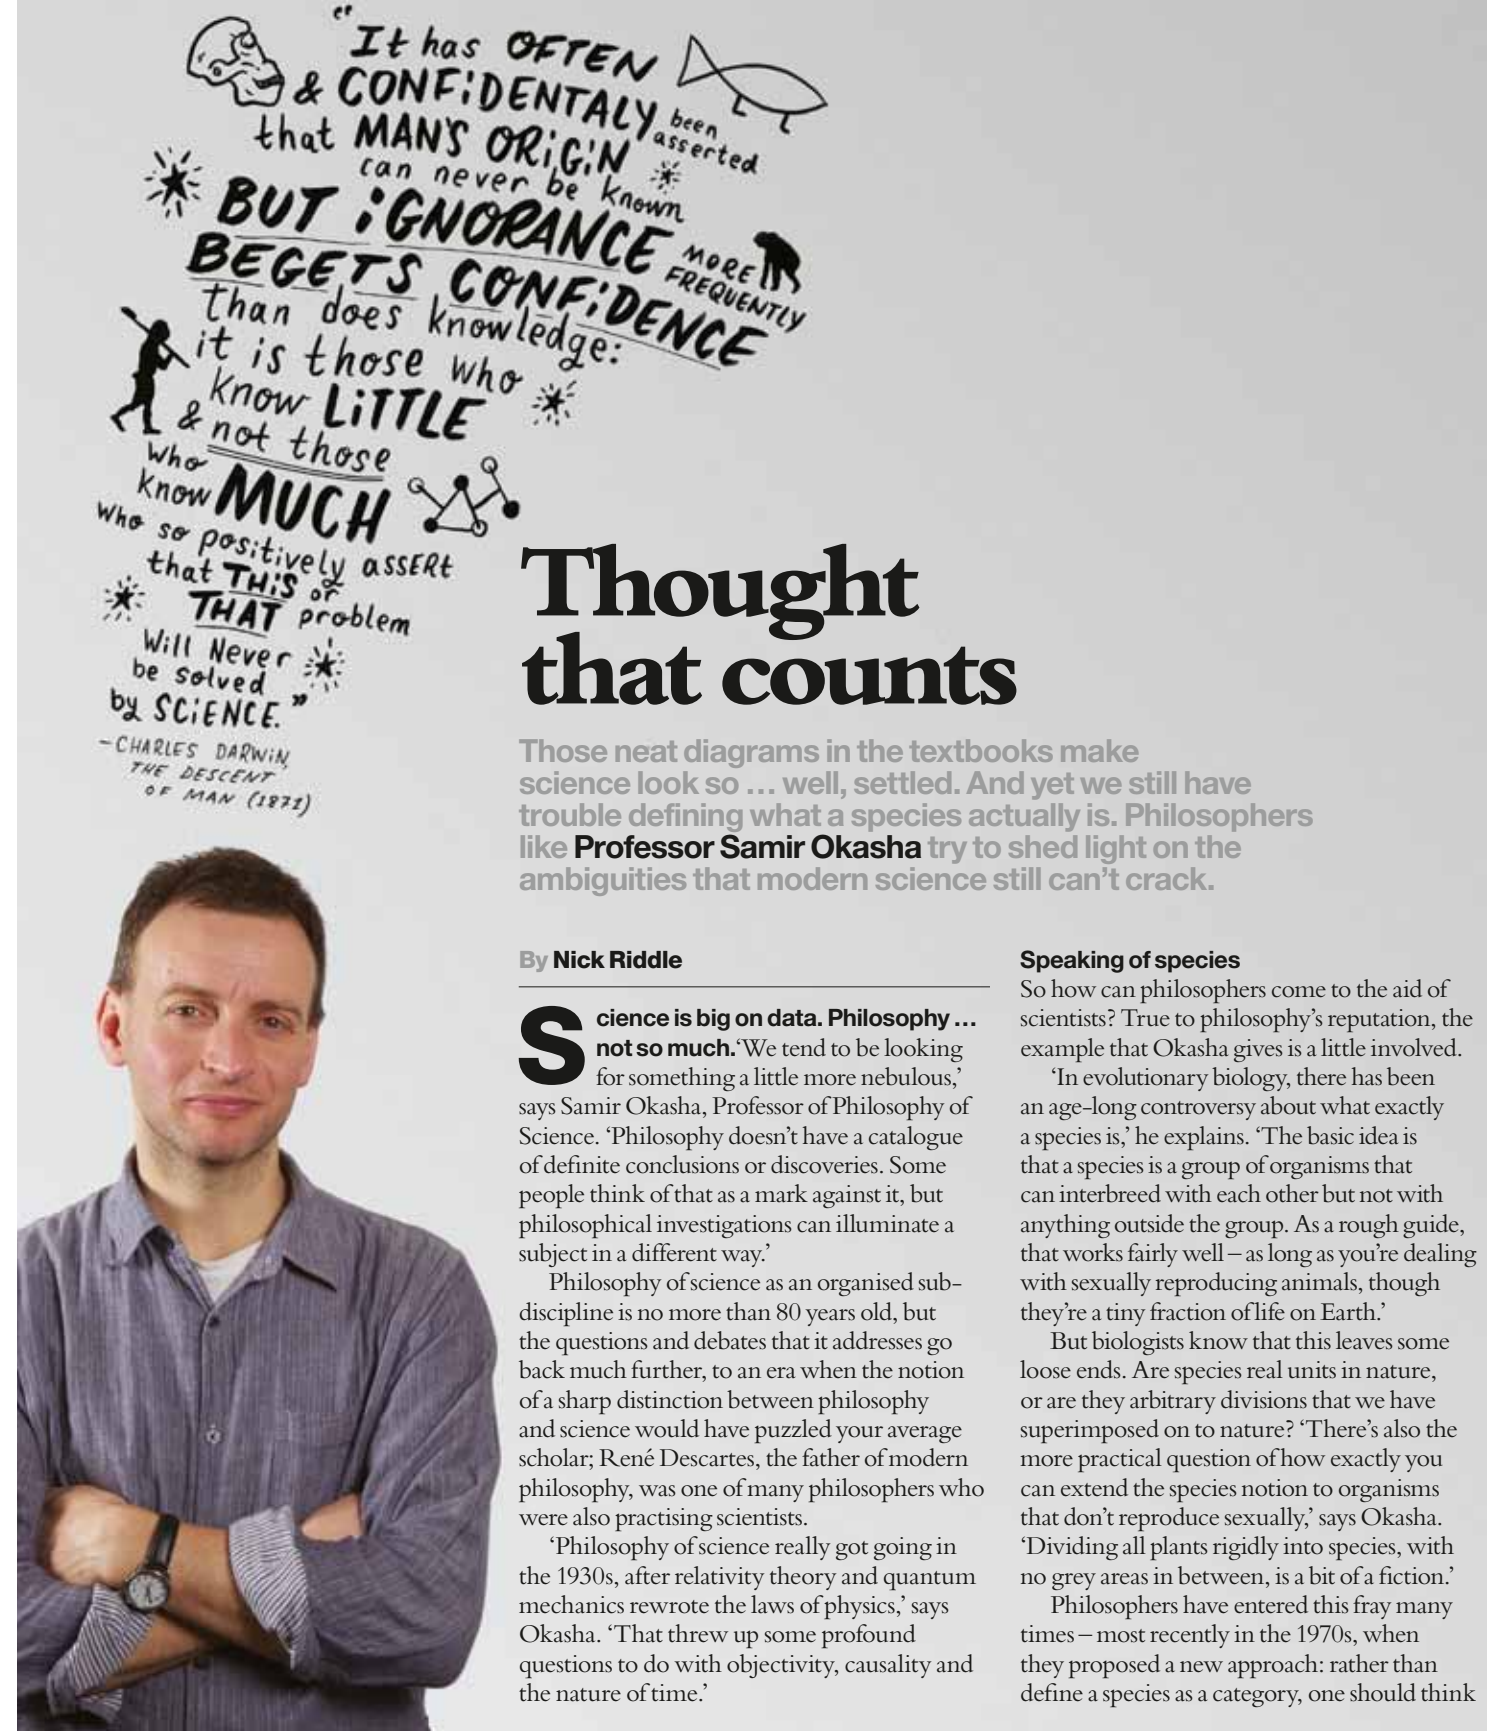 “It has OFTEN
& CONFiDENTALY been
asserted
that MAN'S ORiGiN
can never be known
BUT iGNORANCE MORE
FREQUENTLY
BEGETS CONFiDENCE
than does knowledge:
it is those who
know LiTTLE
& not those
who
know MUCH
who so positively assert
that THiS or
THAT problem
Will Never
be solved
by SCiENCE.”
– CHARLES DARWiN,
THE DESCENT
OF MAN (1871)
Thought
that counts
Those neat diagrams in the textbooks make
science look so … well, settled. And yet we still have
trouble defining what a species actually is. Philosophers
like Professor Samir Okasha try to shed light on the
ambiguities that modern science still can’t crack.
By Nick Riddle
Science is big on data. Philosophy …
not so much.‘We tend to be looking
for something a little more nebulous,’
says Samir Okasha, Professor of Philosophy of
Science. ‘Philosophy doesn’t have a catalogue
of definite conclusions or discoveries. Some
people think of that as a mark against it, but
philosophical investigations can illuminate a
subject in a different way.’
Philosophy of science as an organised sub-
discipline is no more than 80 years old, but
the questions and debates that it addresses go
back much further, to an era when the notion
of a sharp distinction between philosophy
and science would have puzzled your average
scholar; René Descartes, the father of modern
philosophy, was one of many philosophers who
were also practising scientists.
‘Philosophy of science really got going in
the 1930s, after relativity theory and quantum
mechanics rewrote the laws of physics,’ says
Okasha. ‘That threw up some profound
questions to do with objectivity, causality and
the nature of time.’
Speaking of species
So how can philosophers come to the aid of
scientists? True to philosophy’s reputation, the
example that Okasha gives is a little involved.
‘In evolutionary biology, there has been
an age-long controversy about what exactly
a species is,’ he explains. ‘The basic idea is
that a species is a group of organisms that
can interbreed with each other but not with
anything outside the group. As a rough guide,
that works fairly well – as long as you’re dealing
with sexually reproducing animals, though
they’re a tiny fraction of life on Earth.’
But biologists know that this leaves some
loose ends. Are species real units in nature,
or are they arbitrary divisions that we have
superimposed on to nature? ‘There’s also the
more practical question of how exactly you
can extend the species notion to organisms
that don’t reproduce sexually,’ says Okasha.
‘Dividing all plants rigidly into species, with
no grey areas in between, is a bit of a fiction.’
Philosophers have entered this fray many
times – most recently in the 1970s, when
they proposed a new approach: rather than
define a species as a category, one should think